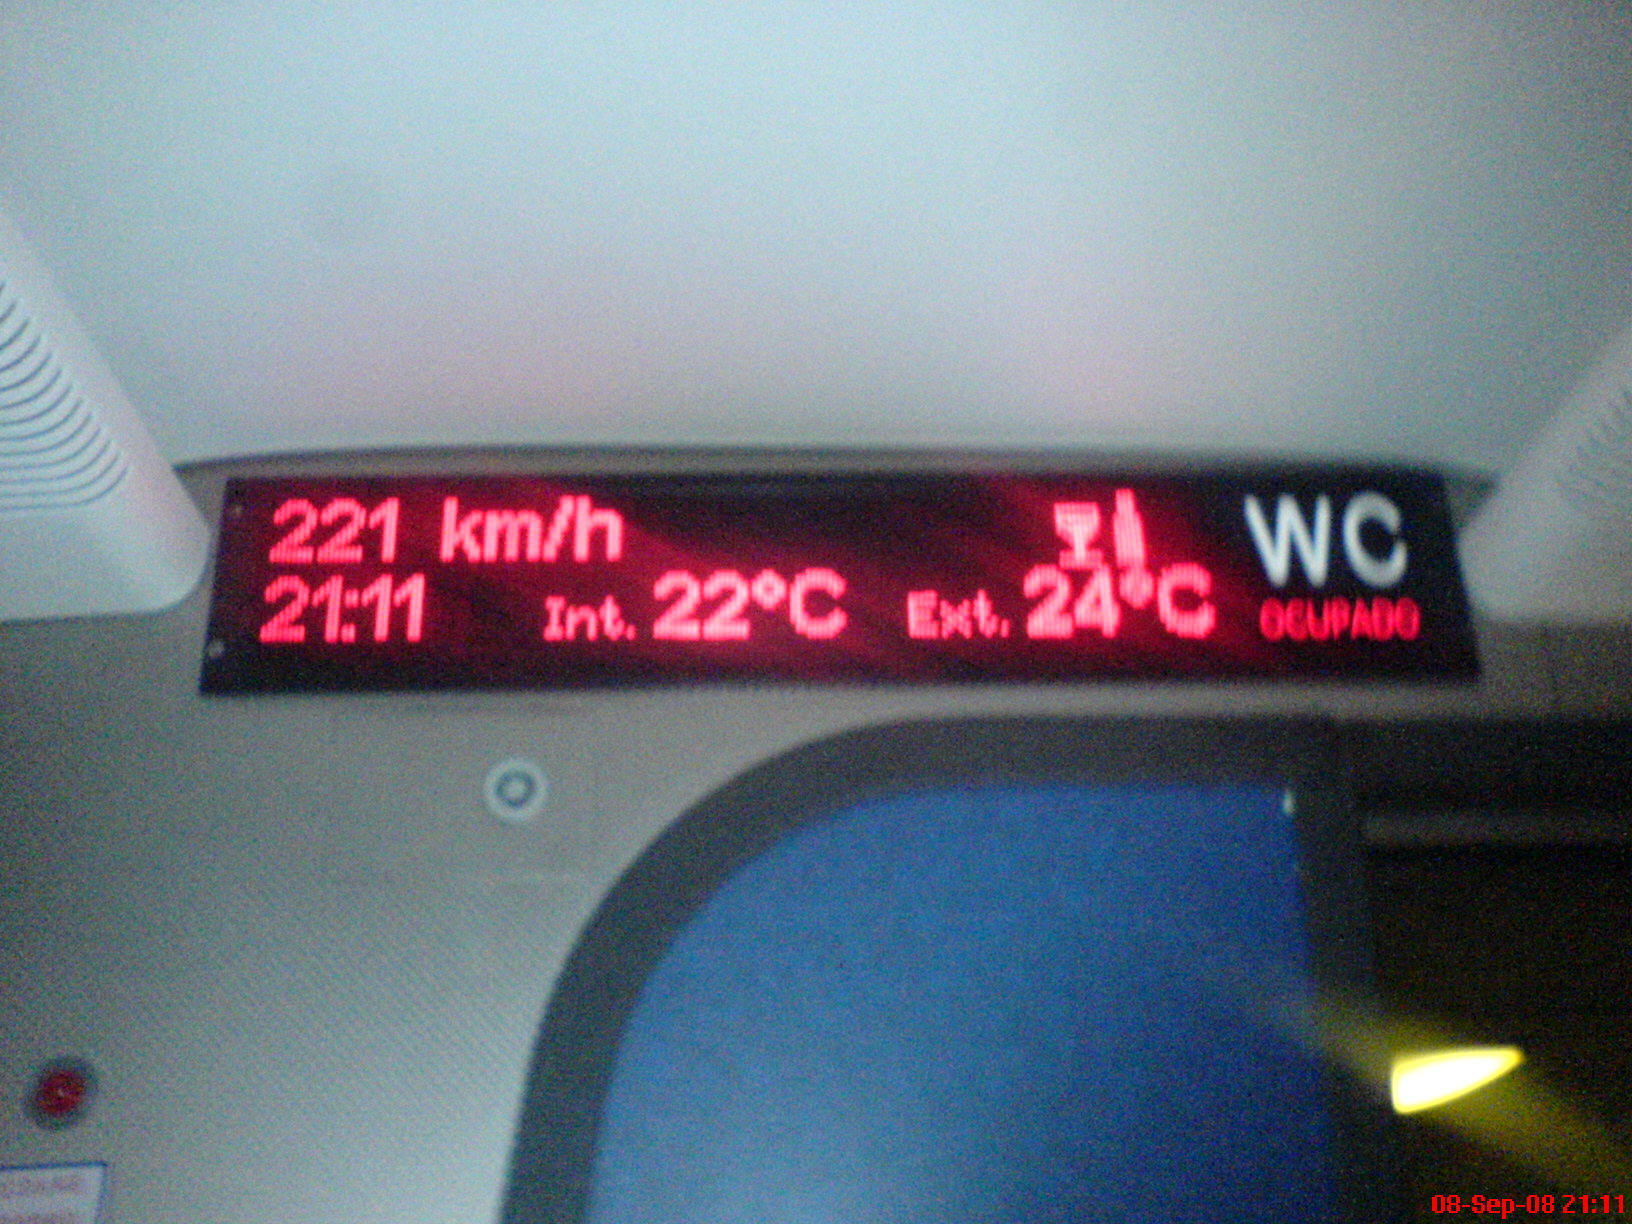 221 km/h
WC
21:11 Int. 22°C Ext. 24°C
OCUPADO
08-Sep-08 21:11